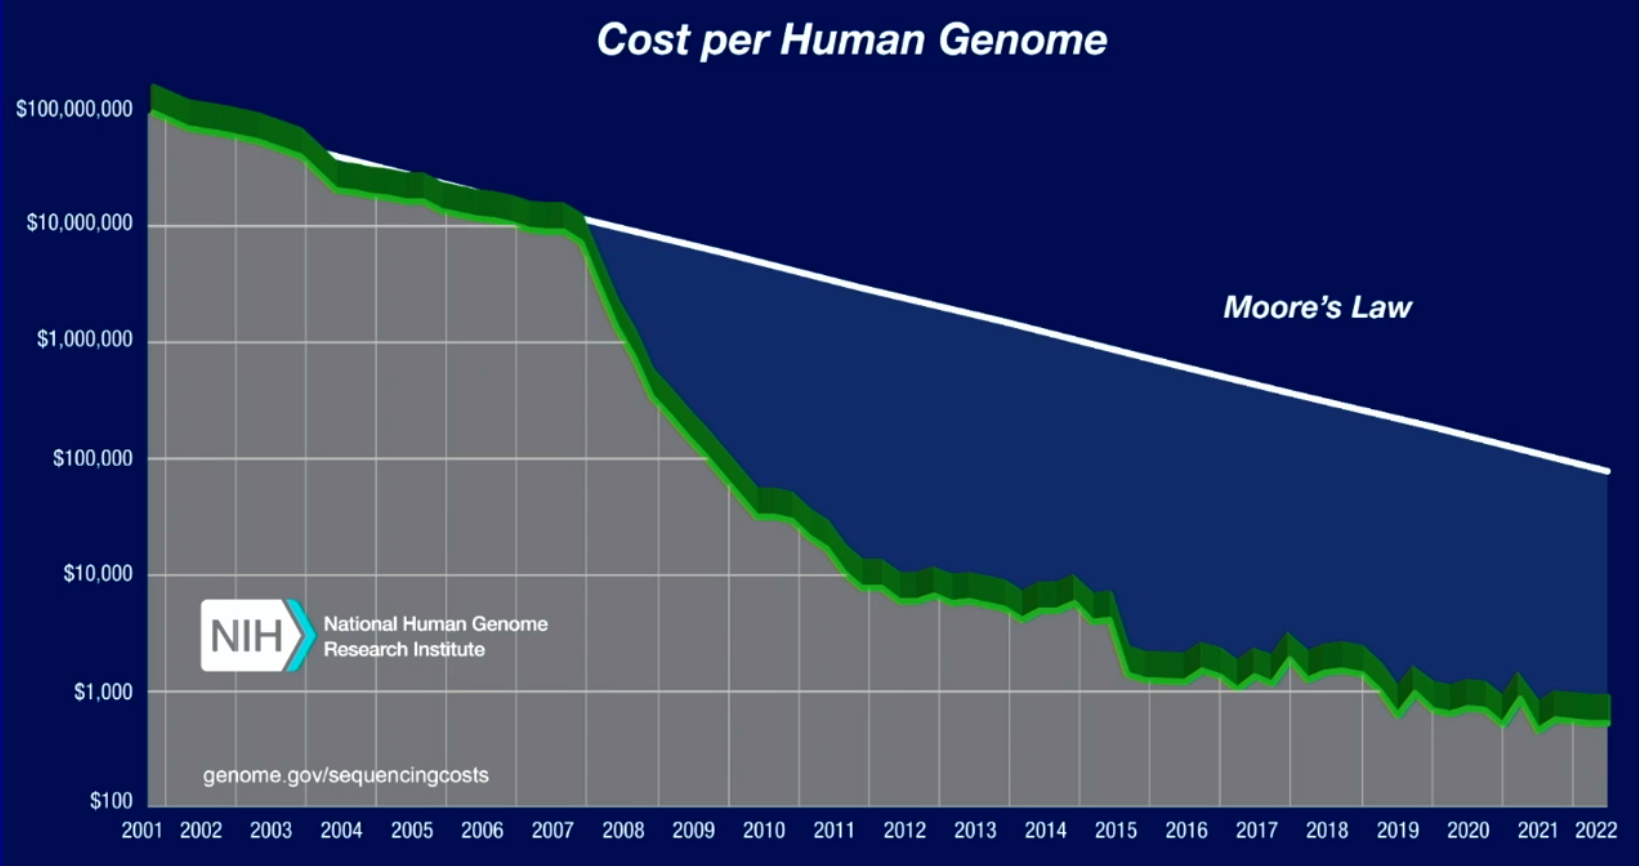 Cost per Human Genome
$100,000,000
$10,000,000
$1,000,000
$100,000
$10,000
$1,000
$100
Moore's Law
NIH
National Human Genome
Research Institute
genome.gov/sequencingcosts
2001 2002 2003 2004 2005 2006 2007 2008 2009 2010 2011 2012 2013 2014 2015 2016 2017 2018 2019 2020 2021 2022